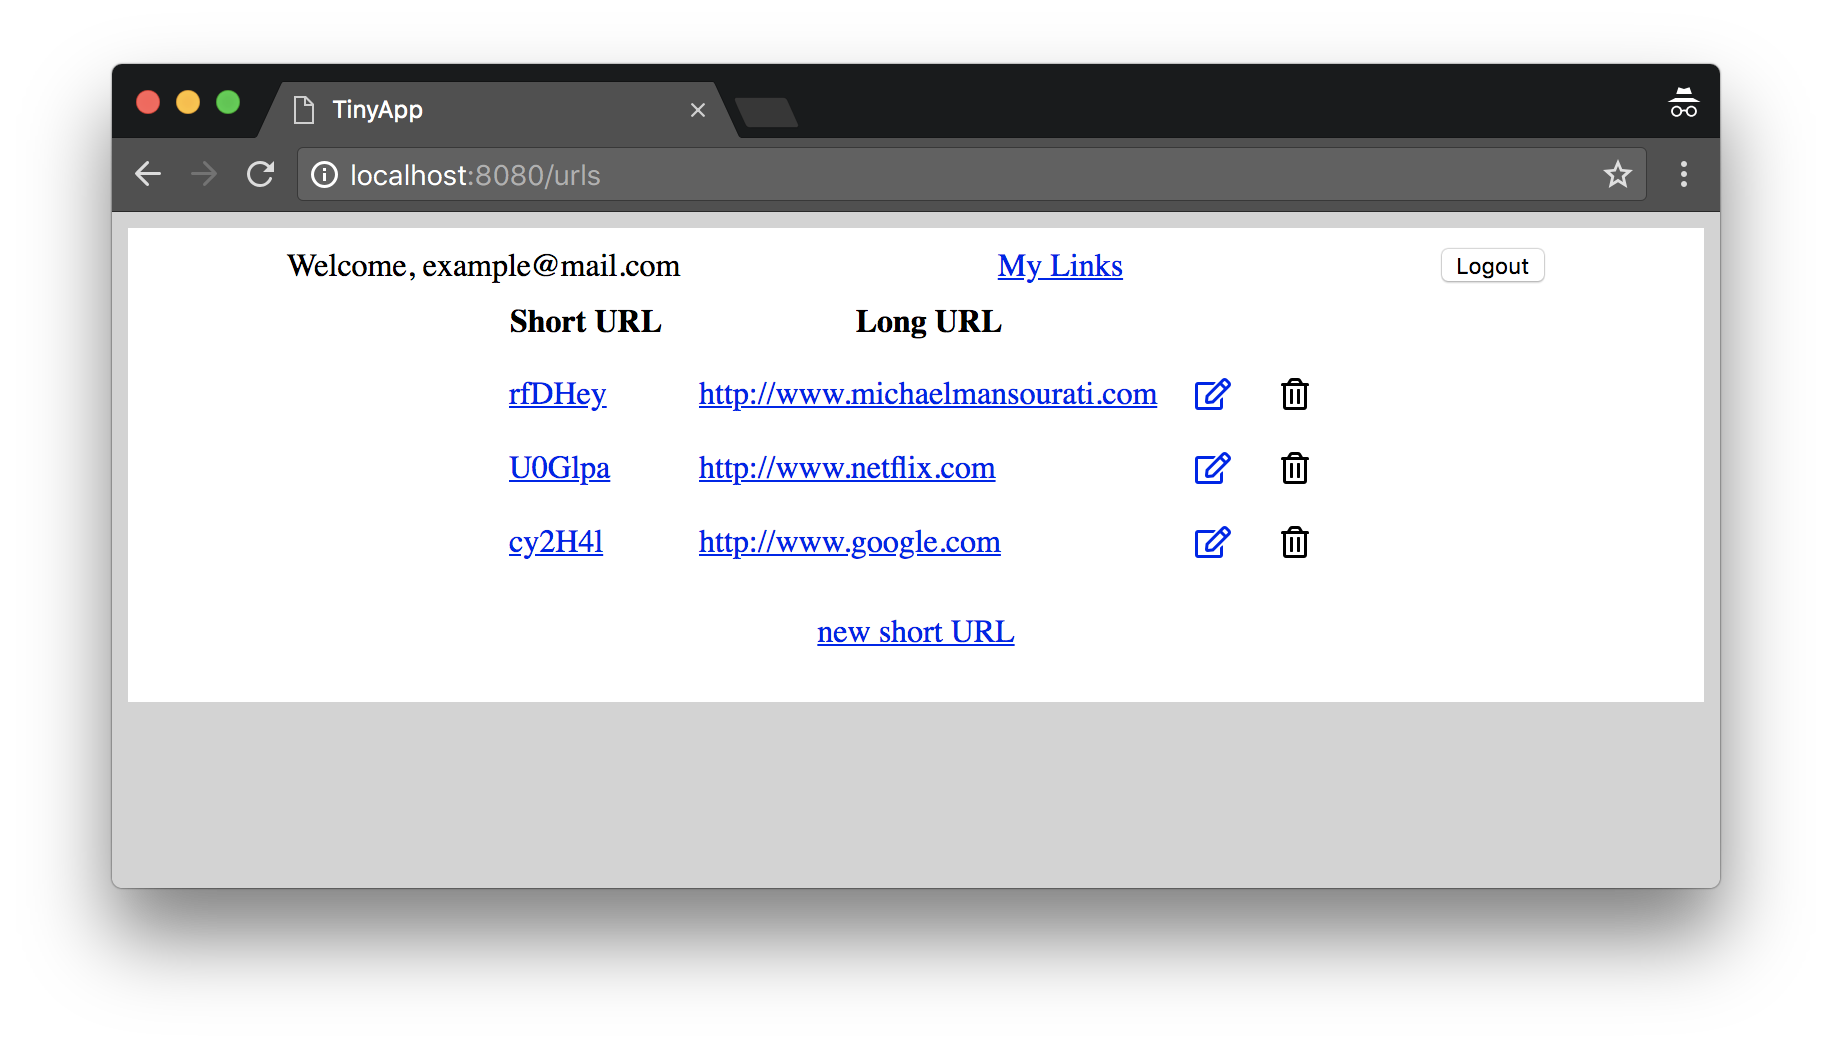 TinyApp
localhost:8080/urls
Welcome, example@mail.com My Links Logout
Short URL Long URL
rfDHey http://www.michaelmansourati.com
U0Glpa http://www.netflix.com
cy2H4l http://www.google.com
new short URL